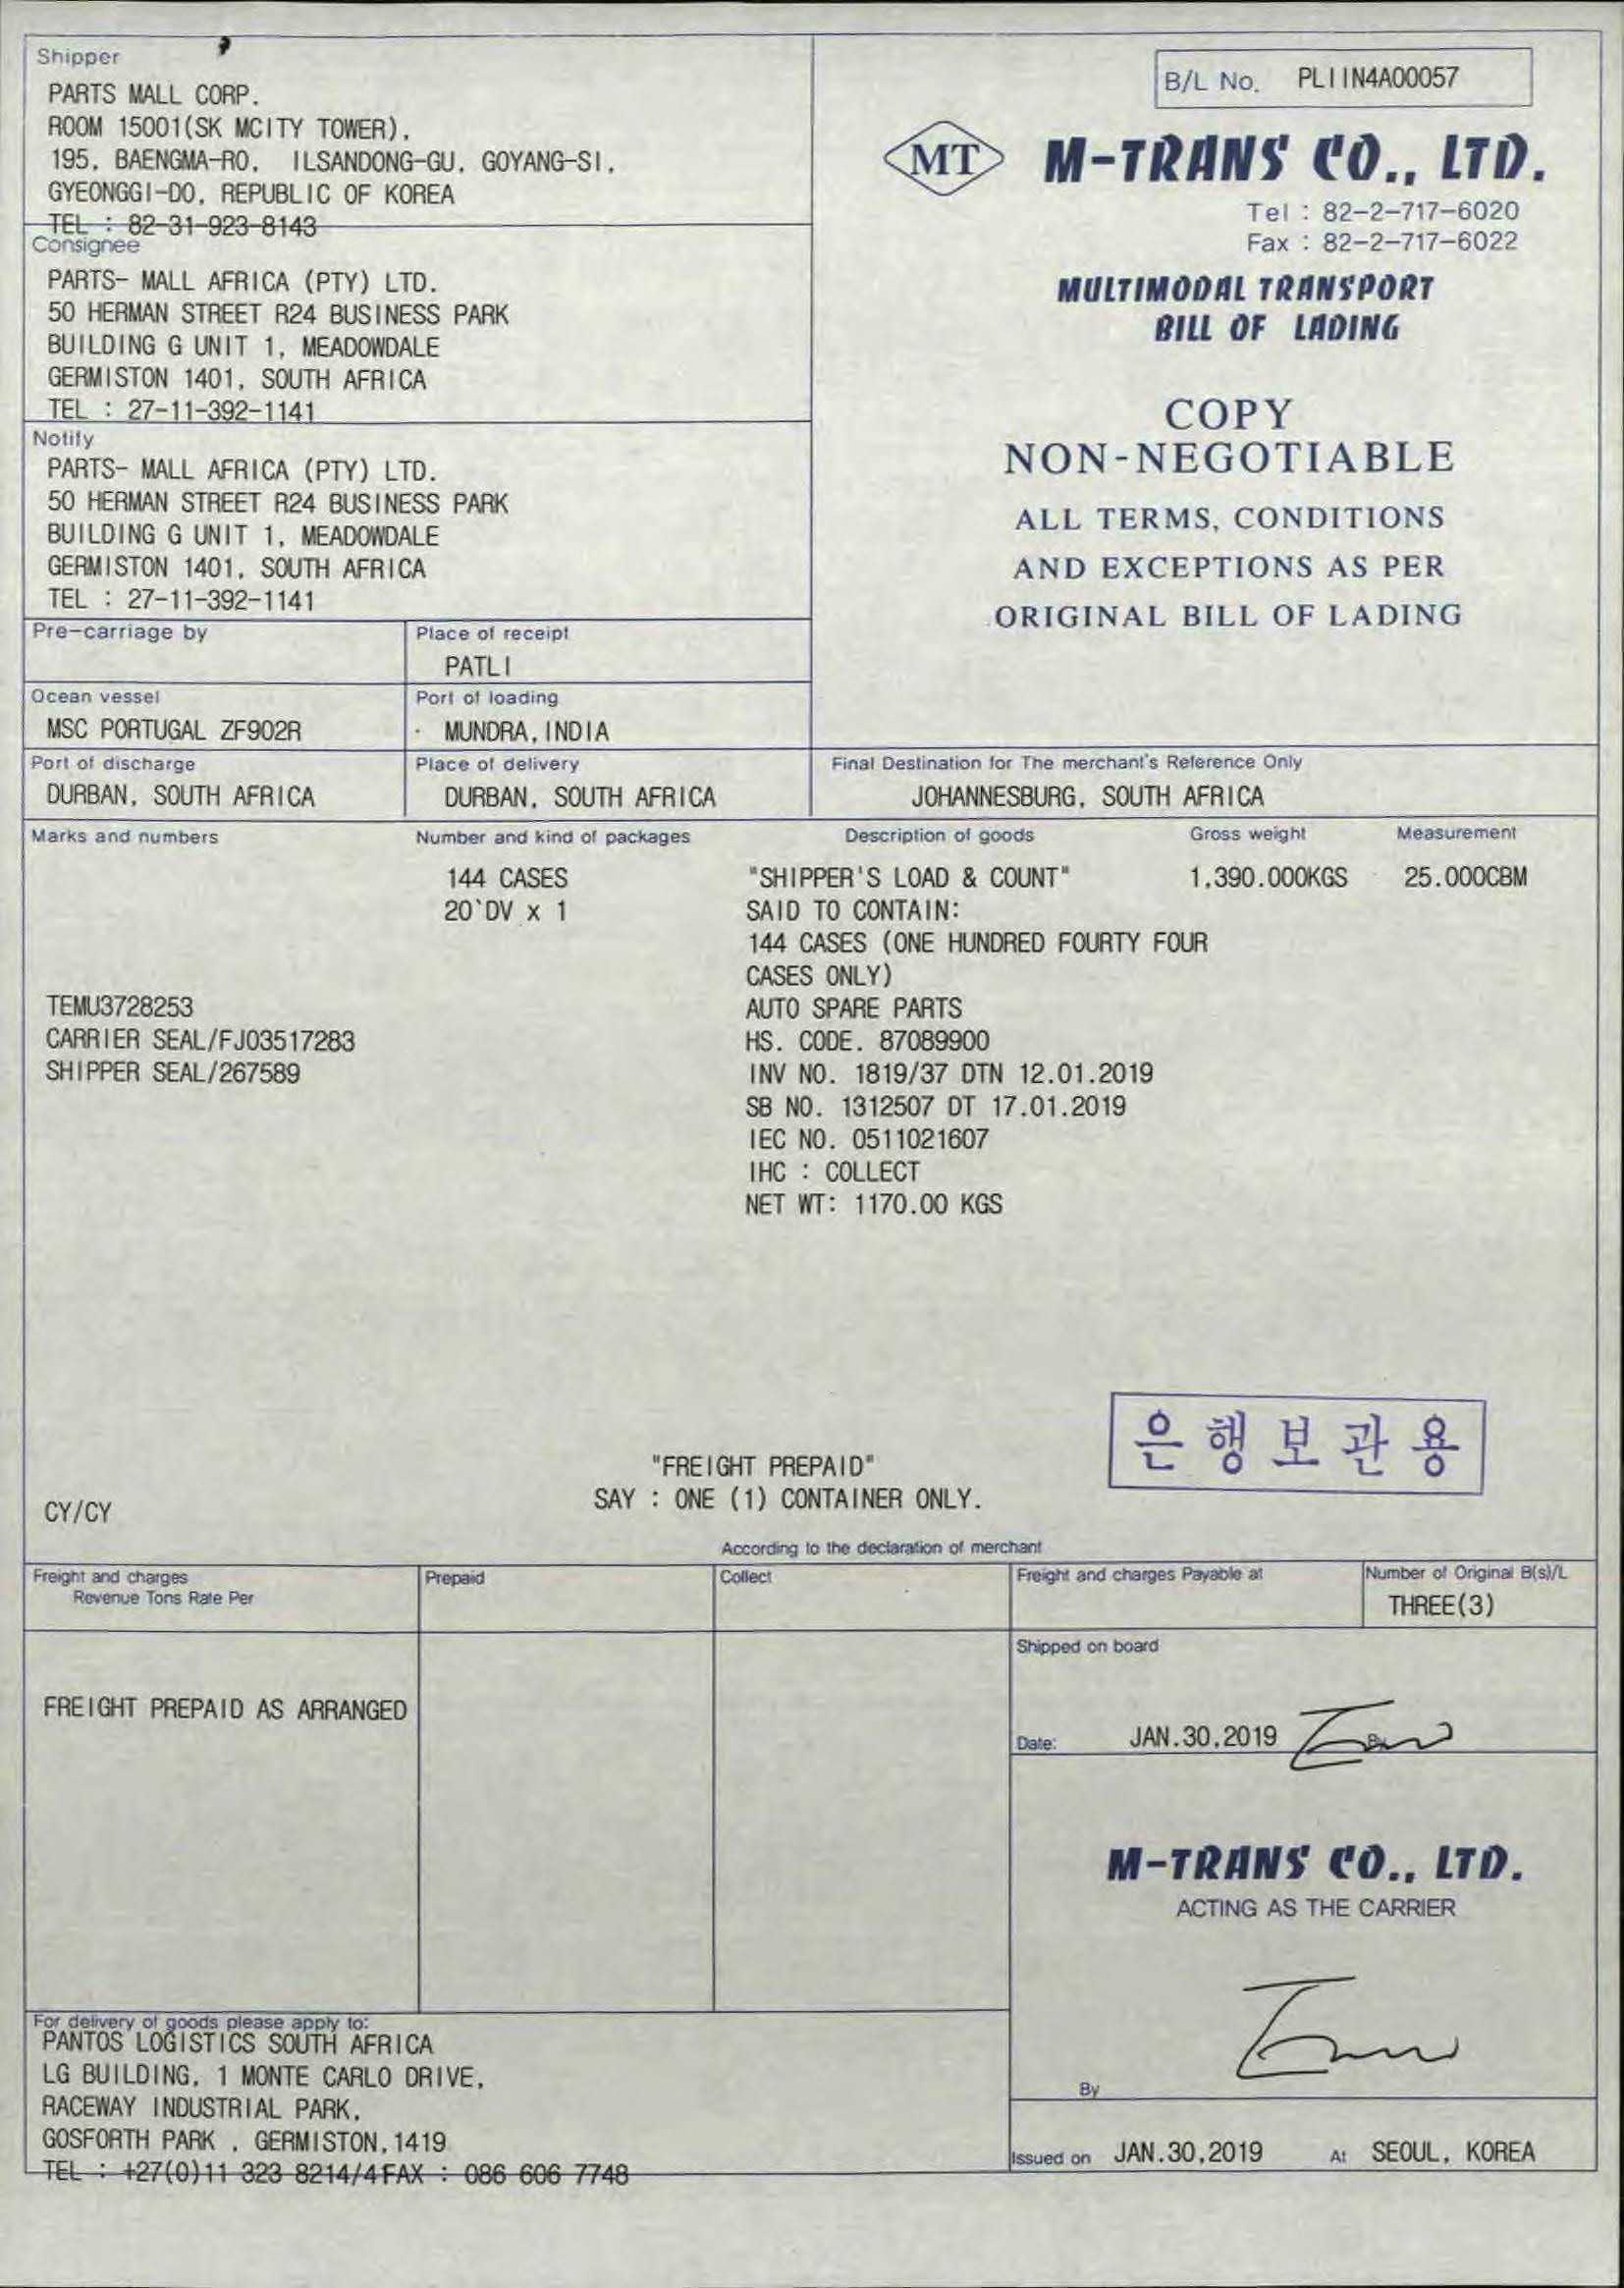 Shipper
PARTS MALL CORP.
ROOM 15001(SK MCITY TOWER),
195, BAENGMA-RO, ILSANDONG-GU, GOYANG-SI,
GYEONGGI-DO, REPUBLIC OF KOREA
TEL : 82-31-923-8143
B/L No. PLIIN4A00057
MT
M-TRANS CO., LTD.
Tel : 82-2-717-6020
Fax : 82-2-717-6022
MULTIMODAL TRANSPORT
BILL OF LADING
COPY
NON-NEGOTIABLE
ALL TERMS, CONDITIONS
AND EXCEPTIONS AS PER
ORIGINAL BILL OF LADING
Consignee
PARTS- MALL AFRICA (PTY) LTD.
50 HERMAN STREET R24 BUSINESS PARK
BUILDING G UNIT 1, MEADOWDALE
GERMISTON 1401, SOUTH AFRICA
TEL : 27-11-392-1141
Notify
PARTS- MALL AFRICA (PTY) LTD.
50 HERMAN STREET R24 BUSINESS PARK
BUILDING G UNIT 1, MEADOWDALE
GERMISTON 1401, SOUTH AFRICA
TEL : 27-11-392-1141
Pre-carriage by
Place of receipt
PATLI
Ocean vessel
MSC PORTUGAL ZF902R
Port of loading
MUNDRA, INDIA
Port of discharge
DURBAN, SOUTH AFRICA
Place of delivery
DURBAN, SOUTH AFRICA
Final Destination for The merchant's Reference Only
JOHANNESBURG, SOUTH AFRICA
Marks and numbers Number and kind of packages Description of goods Gross weight Measurement
144 CASES "SHIPPER'S LOAD & COUNT" 1,390.000KGS 25.000CBM
20`DV x 1 SAID TO CONTAIN:
144 CASES (ONE HUNDRED FOURTY FOUR
CASES ONLY)
TEMU3728253 AUTO SPARE PARTS
CARRIER SEAL/FJ03517283 HS. CODE. 87089900
SHIPPER SEAL/267589 INV NO. 1819/37 DTN 12.01.2019
SB NO. 1312507 DT 17.01.2019
IEC NO. 0511021607
IHC : COLLECT
NET WT: 1170.00 KGS
은행보관용
"FREIGHT PREPAID"
SAY : ONE (1) CONTAINER ONLY.
CY/CY
According to the declaration of merchant
Freight and charges
Revenue Tons Rate Per
Prepaid
Collect
Freight and charges Payable at
Number of Original B(s)/L
THREE(3)
FREIGHT PREPAID AS ARRANGED
Shipped on board
Date: JAN.30,2019 By
M-TRANS CO., LTD.
ACTING AS THE CARRIER
By
Issued on JAN.30,2019 At SEOUL, KOREA
For delivery of goods please apply to:
PANTOS LOGISTICS SOUTH AFRICA
LG BUILDING, 1 MONTE CARLO DRIVE,
RACEWAY INDUSTRIAL PARK,
GOSFORTH PARK , GERMISTON,1419
TEL : +27(0)11 323 8214/4 FAX : 086 606 7748